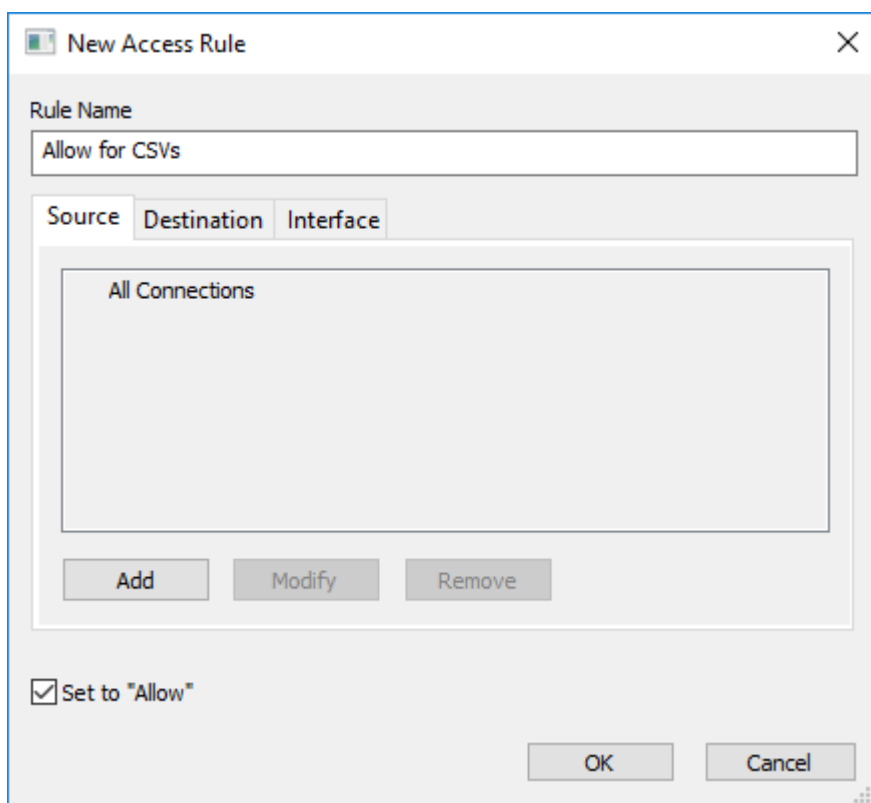 New Access Rule
Rule Name
Allow for CSVs
Source Destination Interface
All Connections
Add Modify Remove
Set to "Allow"
OK Cancel